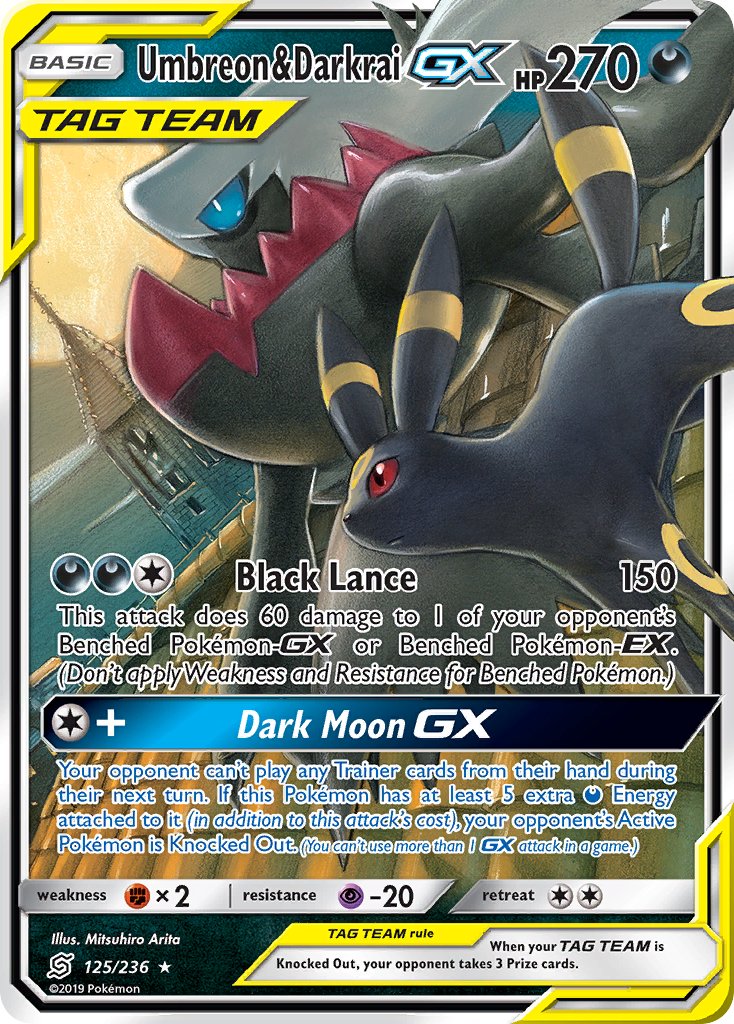 BASIC Umbreon&Darkrai GX HP270
TAG TEAM
Black Lance 150
This attack does 60 damage to 1 of your opponent's
Benched Pokémon-GX or Benched Pokémon-EX.
(Don't apply Weakness and Resistance for Benched Pokémon.)
+ Dark Moon GX
Your opponent can't play any Trainer cards from their hand during
their next turn. If this Pokémon has at least 5 extra Energy
attached to it (in addition to this attack's cost), your opponent's Active
Pokémon is Knocked Out. (You can't use more than 1 GX attack in a game.)
weakness ×2 resistance -20 retreat
Illus. Mitsuhiro Arita
125/236 ★
©2019 Pokémon
TAG TEAM rule
When your TAG TEAM is
Knocked Out, your opponent takes 3 Prize cards.